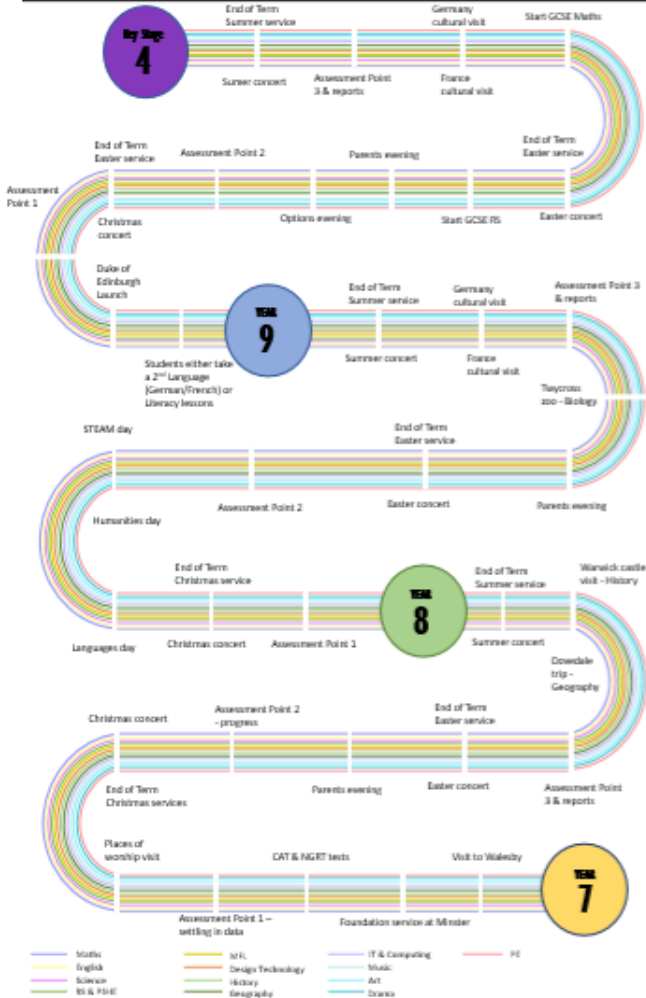 Key Stage
4
End of Term
Summer service
Germany
cultural visit
Start GCSE Maths
Sumer concert
Assessment Point
3 & reports
France
cultural visit
End of Term
Easter service
Assessment Point 2
Parents evening
End of Term
Easter service
Assessment
Point 1
Christmas
concert
Options evening
Start GCSE RS
Easter concert
Duke of
Edinburgh
Launch
YEAR
9
End of Term
Summer service
Germany
cultural visit
Assessment Point 3
& reports
Students either take
a 2nd Language
(German/French) or
Literacy lessons
Summer concert
France
cultural visit
Twycross
zoo - Biology
STEAM day
End of Term
Easter service
Assessment Point 2
Easter concert
Parents evening
Humanities day
End of Term
Christmas service
YEAR
8
End of Term
Summer service
Warwick castle
visit - History
Languages day
Christmas concert
Assessment Point 1
Summer concert
Dovedale
trip -
Geography
Christmas concert
Assessment Point 2
- progress
End of Term
Easter service
End of Term
Christmas services
Parents evening
Easter concert
Assessment Point
3 & reports
Places of
worship visit
CAT & NGRT tests
Visit to Walesby
YEAR
7
Assessment Point 1 –
settling in data
Foundation service at Minster
Maths
English
Science
RS & PSHE
MFL
Design Technology
History
Geography
IT & Computing
Music
Art
Drama
PE